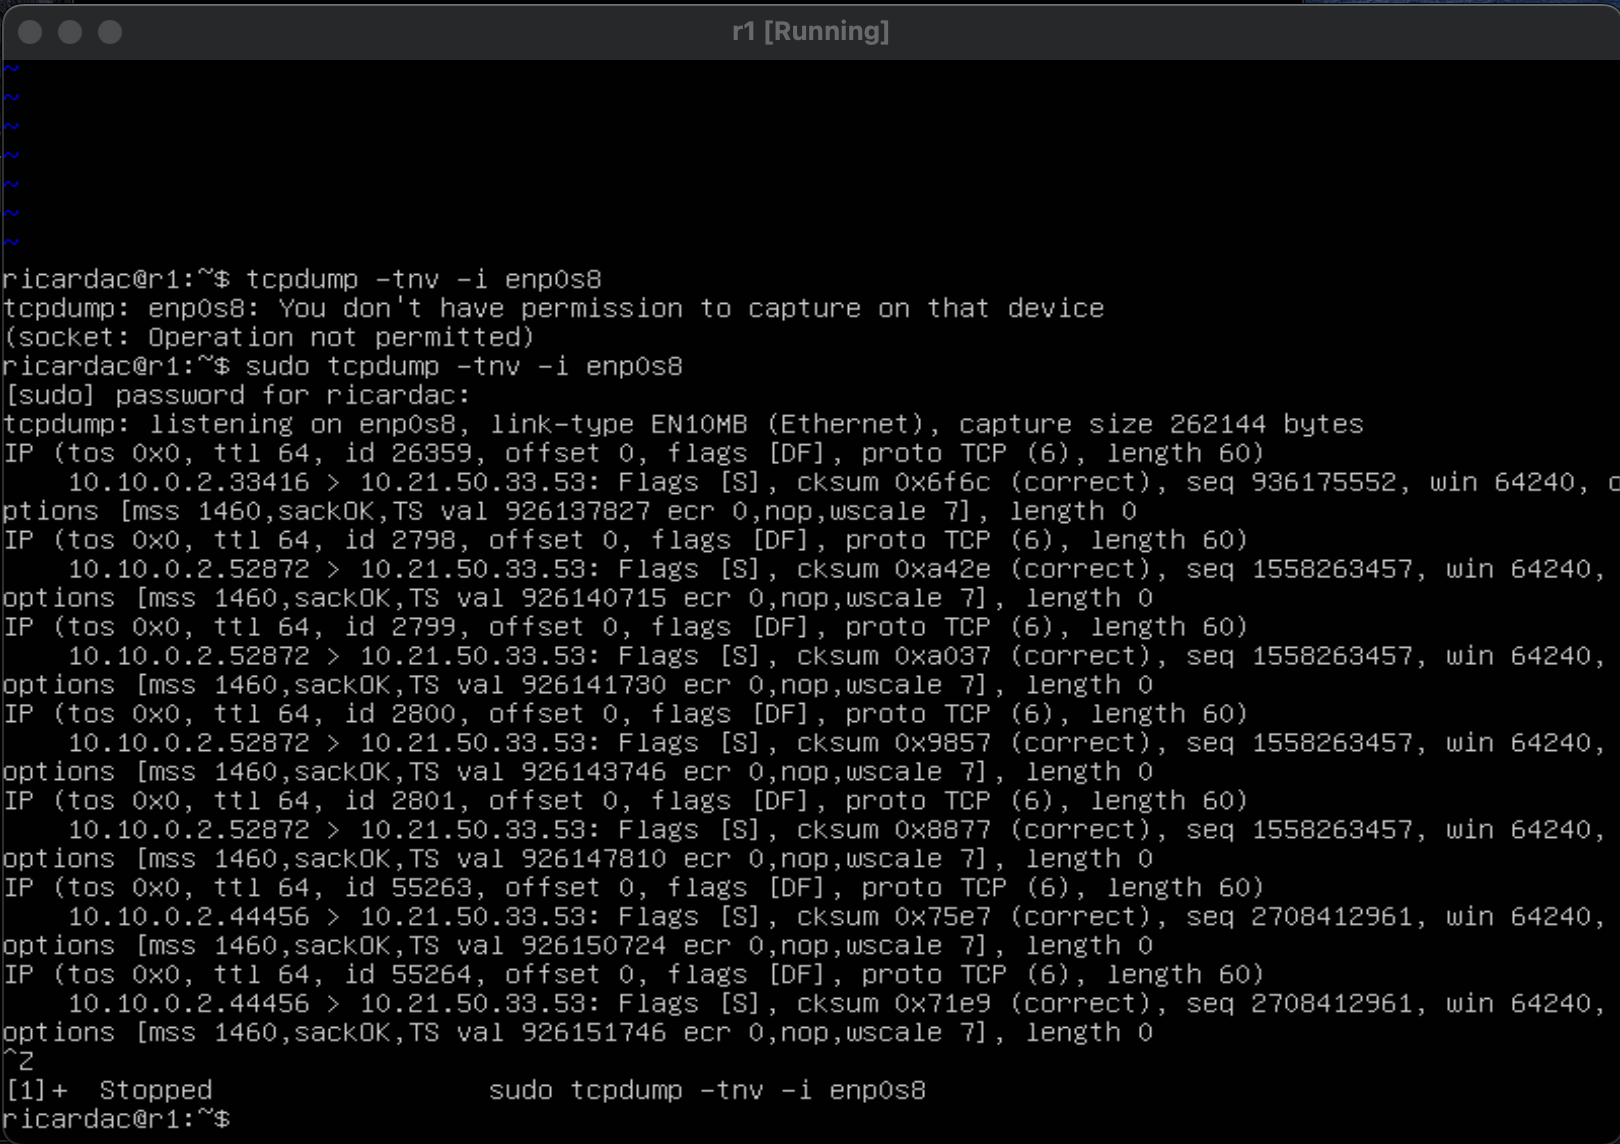 r1 [Running]
~
~
~
~
~
~
~
ricardac@r1:~$ tcpdump -tnv -i enp0s8
tcpdump: enp0s8: You don't have permission to capture on that device
(socket: Operation not permitted)
ricardac@r1:~$ sudo tcpdump -tnv -i enp0s8
[sudo] password for ricardac:
tcpdump: listening on enp0s8, link-type EN10MB (Ethernet), capture size 262144 bytes
IP (tos 0x0, ttl 64, id 26359, offset 0, flags [DF], proto TCP (6), length 60)
    10.10.0.2.33416 > 10.21.50.33.53: Flags [S], cksum 0x6f6c (correct), seq 936175552, win 64240, o
ptions [mss 1460,sackOK,TS val 926137827 ecr 0,nop,wscale 7], length 0
IP (tos 0x0, ttl 64, id 2798, offset 0, flags [DF], proto TCP (6), length 60)
    10.10.0.2.52872 > 10.21.50.33.53: Flags [S], cksum 0xa42e (correct), seq 1558263457, win 64240,
options [mss 1460,sackOK,TS val 926140715 ecr 0,nop,wscale 7], length 0
IP (tos 0x0, ttl 64, id 2799, offset 0, flags [DF], proto TCP (6), length 60)
    10.10.0.2.52872 > 10.21.50.33.53: Flags [S], cksum 0xa037 (correct), seq 1558263457, win 64240,
options [mss 1460,sackOK,TS val 926141730 ecr 0,nop,wscale 7], length 0
IP (tos 0x0, ttl 64, id 2800, offset 0, flags [DF], proto TCP (6), length 60)
    10.10.0.2.52872 > 10.21.50.33.53: Flags [S], cksum 0x9857 (correct), seq 1558263457, win 64240,
options [mss 1460,sackOK,TS val 926143746 ecr 0,nop,wscale 7], length 0
IP (tos 0x0, ttl 64, id 2801, offset 0, flags [DF], proto TCP (6), length 60)
    10.10.0.2.52872 > 10.21.50.33.53: Flags [S], cksum 0x8877 (correct), seq 1558263457, win 64240,
options [mss 1460,sackOK,TS val 926147810 ecr 0,nop,wscale 7], length 0
IP (tos 0x0, ttl 64, id 55263, offset 0, flags [DF], proto TCP (6), length 60)
    10.10.0.2.44456 > 10.21.50.33.53: Flags [S], cksum 0x75e7 (correct), seq 2708412961, win 64240,
options [mss 1460,sackOK,TS val 926150724 ecr 0,nop,wscale 7], length 0
IP (tos 0x0, ttl 64, id 55264, offset 0, flags [DF], proto TCP (6), length 60)
    10.10.0.2.44456 > 10.21.50.33.53: Flags [S], cksum 0x71e9 (correct), seq 2708412961, win 64240,
options [mss 1460,sackOK,TS val 926151746 ecr 0,nop,wscale 7], length 0
^Z
[1]+  Stopped                 sudo tcpdump -tnv -i enp0s8
ricardac@r1:~$